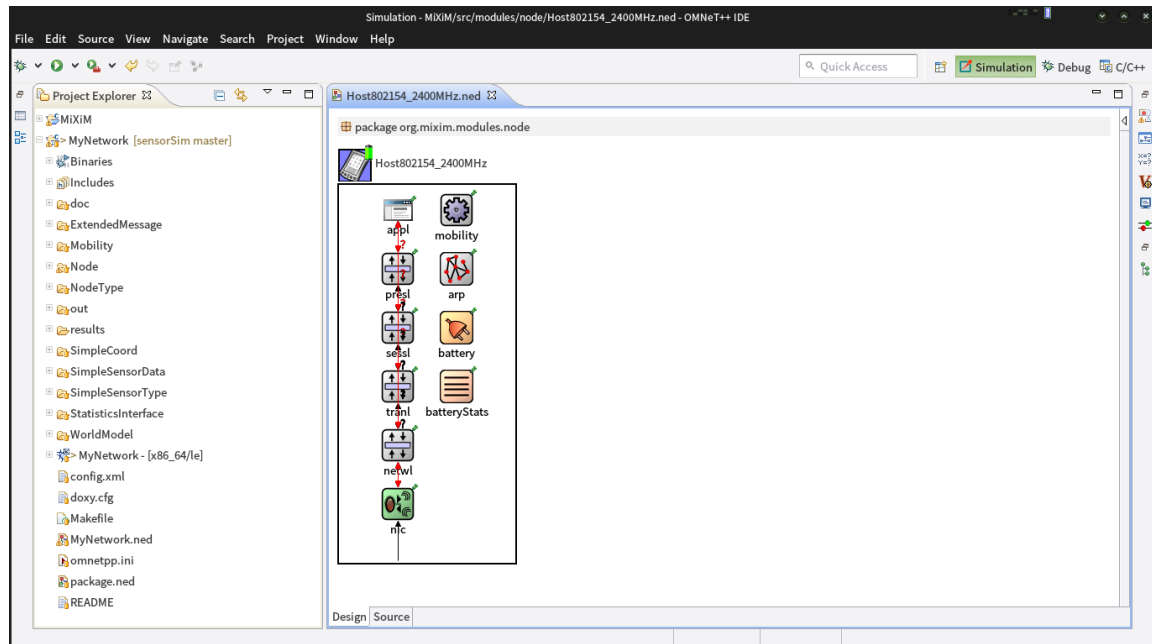 Simulation - MiXiM/src/modules/node/Host802154_2400MHz.ned - OMNeT++ IDE
File Edit Source View Navigate Search Project Window Help
Quick Access
Simulation
Debug
C/C++
Project Explorer
MiXiM
> MyNetwork [sensorSim master]
Binaries
Includes
doc
ExtendedMessage
Mobility
Node
NodeType
out
results
SimpleCoord
SimpleSensorData
SimpleSensorType
StatisticsInterface
WorldModel
> MyNetwork - [x86_64/le]
config.xml
doxy.cfg
Makefile
MyNetwork.ned
omnetpp.ini
package.ned
README
Host802154_2400MHz.ned
package org.mixim.modules.node
Host802154_2400MHz
appl
mobility
?
presl
arp
?
sessl
battery
?
tranl
batteryStats
?
netwl
nic
Design Source